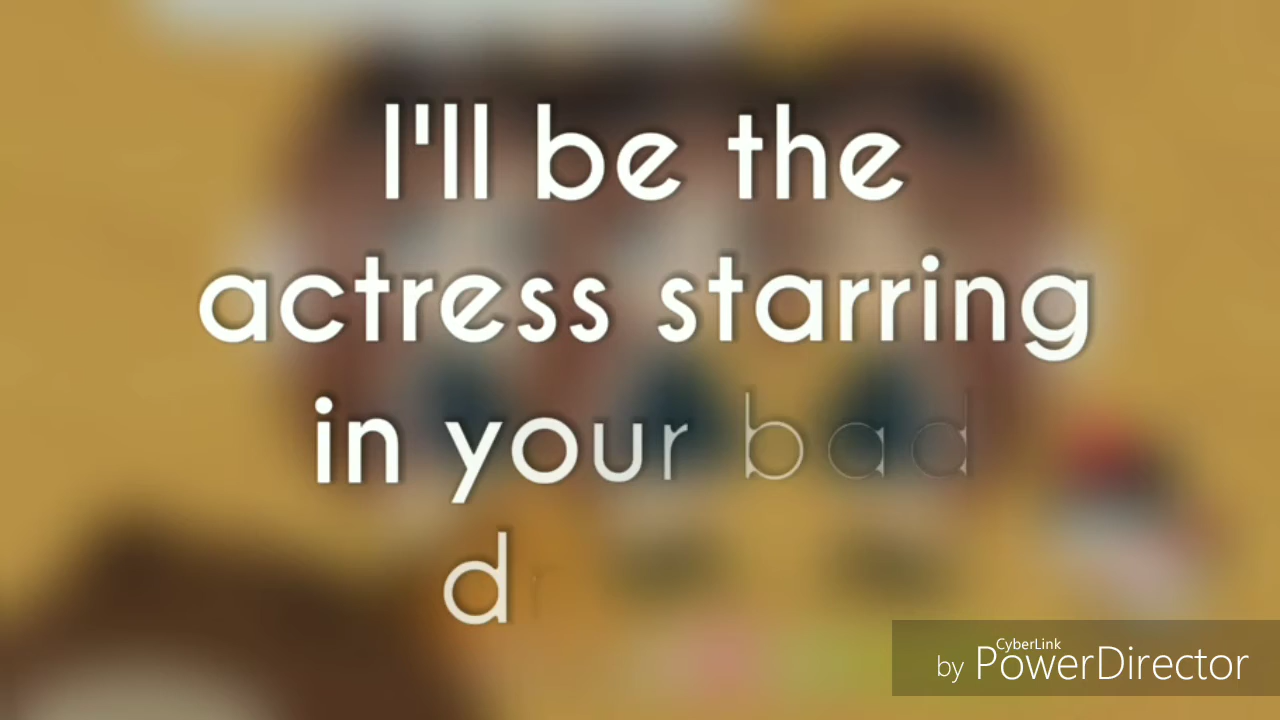 I'll be the
actress starring
in your bad
d
CyberLink
by PowerDirector